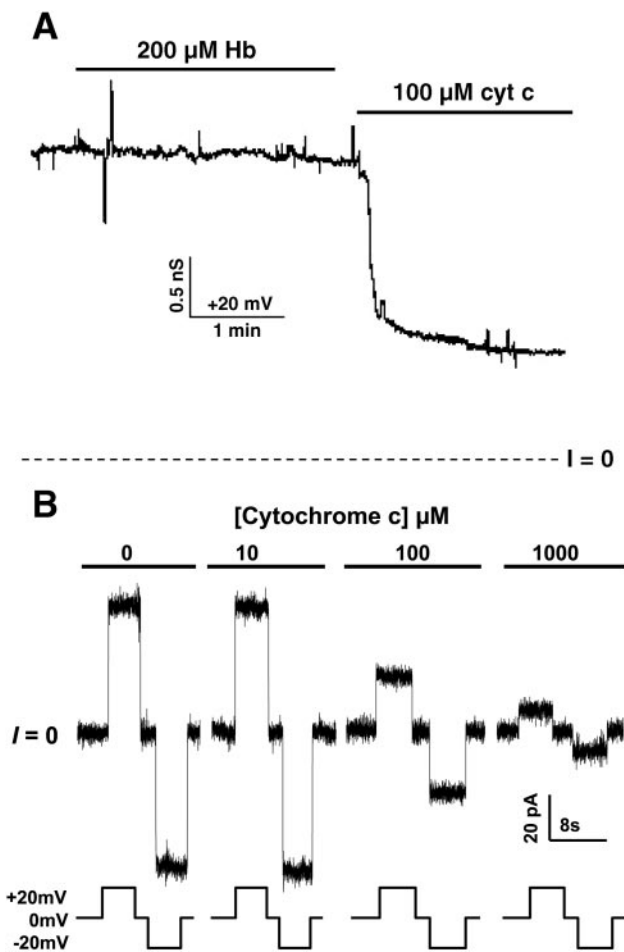 A
200 µM Hb
100 µM cyt c
0.5 nS
+20 mV
1 min
I = 0
B
[Cytochrome c] µM
0 10 100 1000
I = 0
20 pA
8s
+20mV
0mV
-20mV